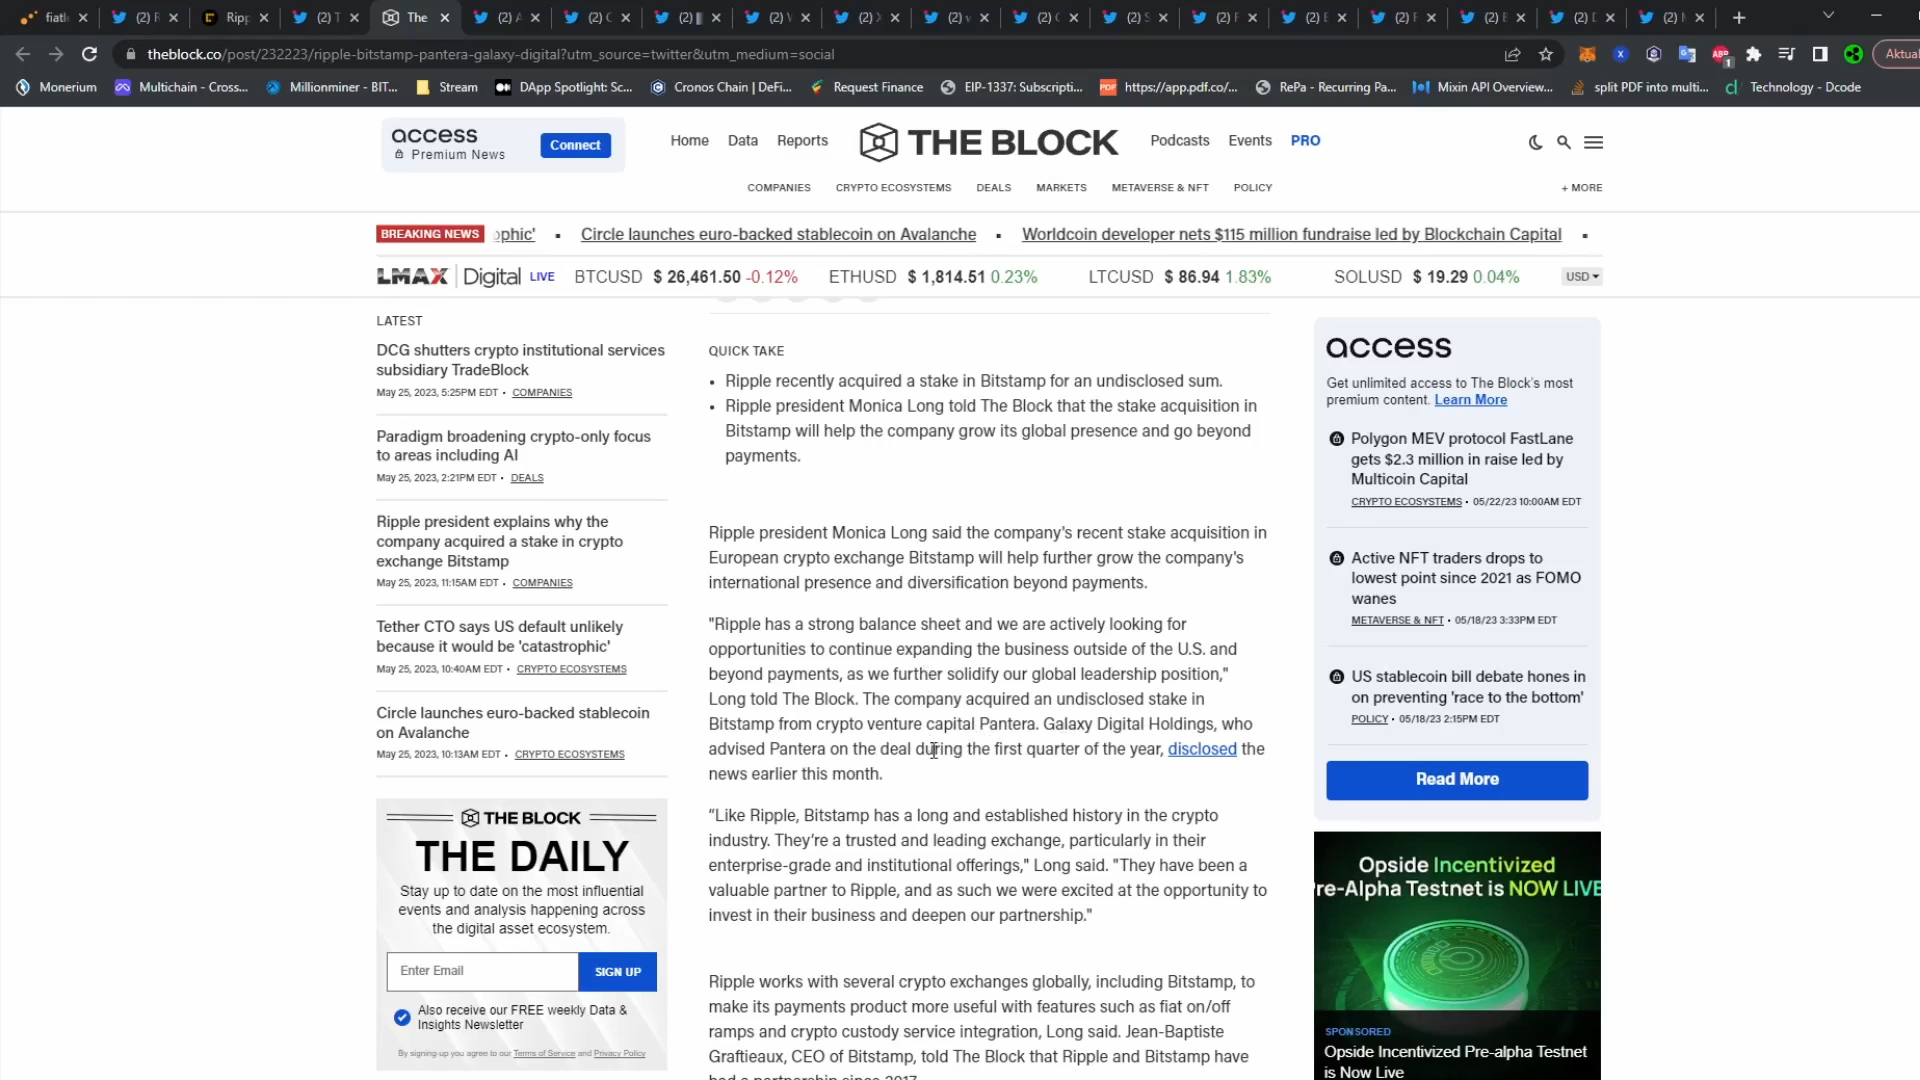 fiatl
(2) R
Ripp
(2) T
The
(2) A
(2) C
(2)
(2) V
(2) X
(2) v
(2) C
(2) S
(2) F
(2) E
(2) F
(2) E
(2) D
(2) N
theblock.co/post/232223/ripple-bitstamp-pantera-galaxy-digital?utm_source=twitter&utm_medium=social
Aktual
Monerium
Multichain - Cross...
Millionminer - BIT...
Stream
DApp Spotlight: Sc...
Cronos Chain | DeFi...
Request Finance
EIP-1337: Subscripti...
https://app.pdf.co/...
RePa - Recurring Pa...
Mixin API Overview...
split PDF into multi...
Technology - Dcode
access
Premium News
Connect
Home Data Reports
THE BLOCK
Podcasts Events PRO
COMPANIES CRYPTO ECOSYSTEMS DEALS MARKETS METAVERSE & NFT POLICY
+ MORE
BREAKING NEWS
ophic' ▪ Circle launches euro-backed stablecoin on Avalanche ▪ Worldcoin developer nets $115 million fundraise led by Blockchain Capital ▪
LMAX Digital LIVE BTCUSD $ 26,461.50 -0.12% ETHUSD $ 1,814.51 0.23% LTCUSD $ 86.94 1.83% SOLUSD $ 19.29 0.04% USD
LATEST
DCG shutters crypto institutional services
subsidiary TradeBlock
May 25, 2023, 5:25PM EDT • COMPANIES
Paradigm broadening crypto-only focus
to areas including AI
May 25, 2023, 2:21PM EDT • DEALS
Ripple president explains why the
company acquired a stake in crypto
exchange Bitstamp
May 25, 2023, 11:15AM EDT • COMPANIES
Tether CTO says US default unlikely
because it would be 'catastrophic'
May 25, 2023, 10:40AM EDT • CRYPTO ECOSYSTEMS
Circle launches euro-backed stablecoin
on Avalanche
May 25, 2023, 10:13AM EDT • CRYPTO ECOSYSTEMS
THE BLOCK
THE DAILY
Stay up to date on the most influential
events and analysis happening across
the digital asset ecosystem.
Enter Email
SIGN UP
Also receive our FREE weekly Data &
Insights Newsletter
By signing-up you agree to our Terms of Service and Privacy Policy
QUICK TAKE
• Ripple recently acquired a stake in Bitstamp for an undisclosed sum.
• Ripple president Monica Long told The Block that the stake acquisition in
Bitstamp will help the company grow its global presence and go beyond
payments.
Ripple president Monica Long said the company's recent stake acquisition in
European crypto exchange Bitstamp will help further grow the company's
international presence and diversification beyond payments.
"Ripple has a strong balance sheet and we are actively looking for
opportunities to continue expanding the business outside of the U.S. and
beyond payments, as we further solidify our global leadership position,"
Long told The Block. The company acquired an undisclosed stake in
Bitstamp from crypto venture capital Pantera. Galaxy Digital Holdings, who
advised Pantera on the deal during the first quarter of the year, disclosed the
news earlier this month.
“Like Ripple, Bitstamp has a long and established history in the crypto
industry. They're a trusted and leading exchange, particularly in their
enterprise-grade and institutional offerings," Long said. "They have been a
valuable partner to Ripple, and as such we were excited at the opportunity to
invest in their business and deepen our partnership."
Ripple works with several crypto exchanges globally, including Bitstamp, to
make its payments product more useful with features such as fiat on/off
ramps and crypto custody service integration, Long said. Jean-Baptiste
Graftieaux, CEO of Bitstamp, told The Block that Ripple and Bitstamp have
had a partnership since 2017
access
Get unlimited access to The Block's most
premium content. Learn More
Polygon MEV protocol FastLane
gets $2.3 million in raise led by
Multicoin Capital
CRYPTO ECOSYSTEMS • 05/22/23 10:00AM EDT
Active NFT traders drops to
lowest point since 2021 as FOMO
wanes
METAVERSE & NFT • 05/18/23 3:33PM EDT
US stablecoin bill debate hones in
on preventing 'race to the bottom'
POLICY • 05/18/23 2:15PM EDT
Read More
Opside Incentivized
Pre-Alpha Testnet is NOW LIVE
SPONSORED
Opside Incentivized Pre-alpha Testnet
is Now Live